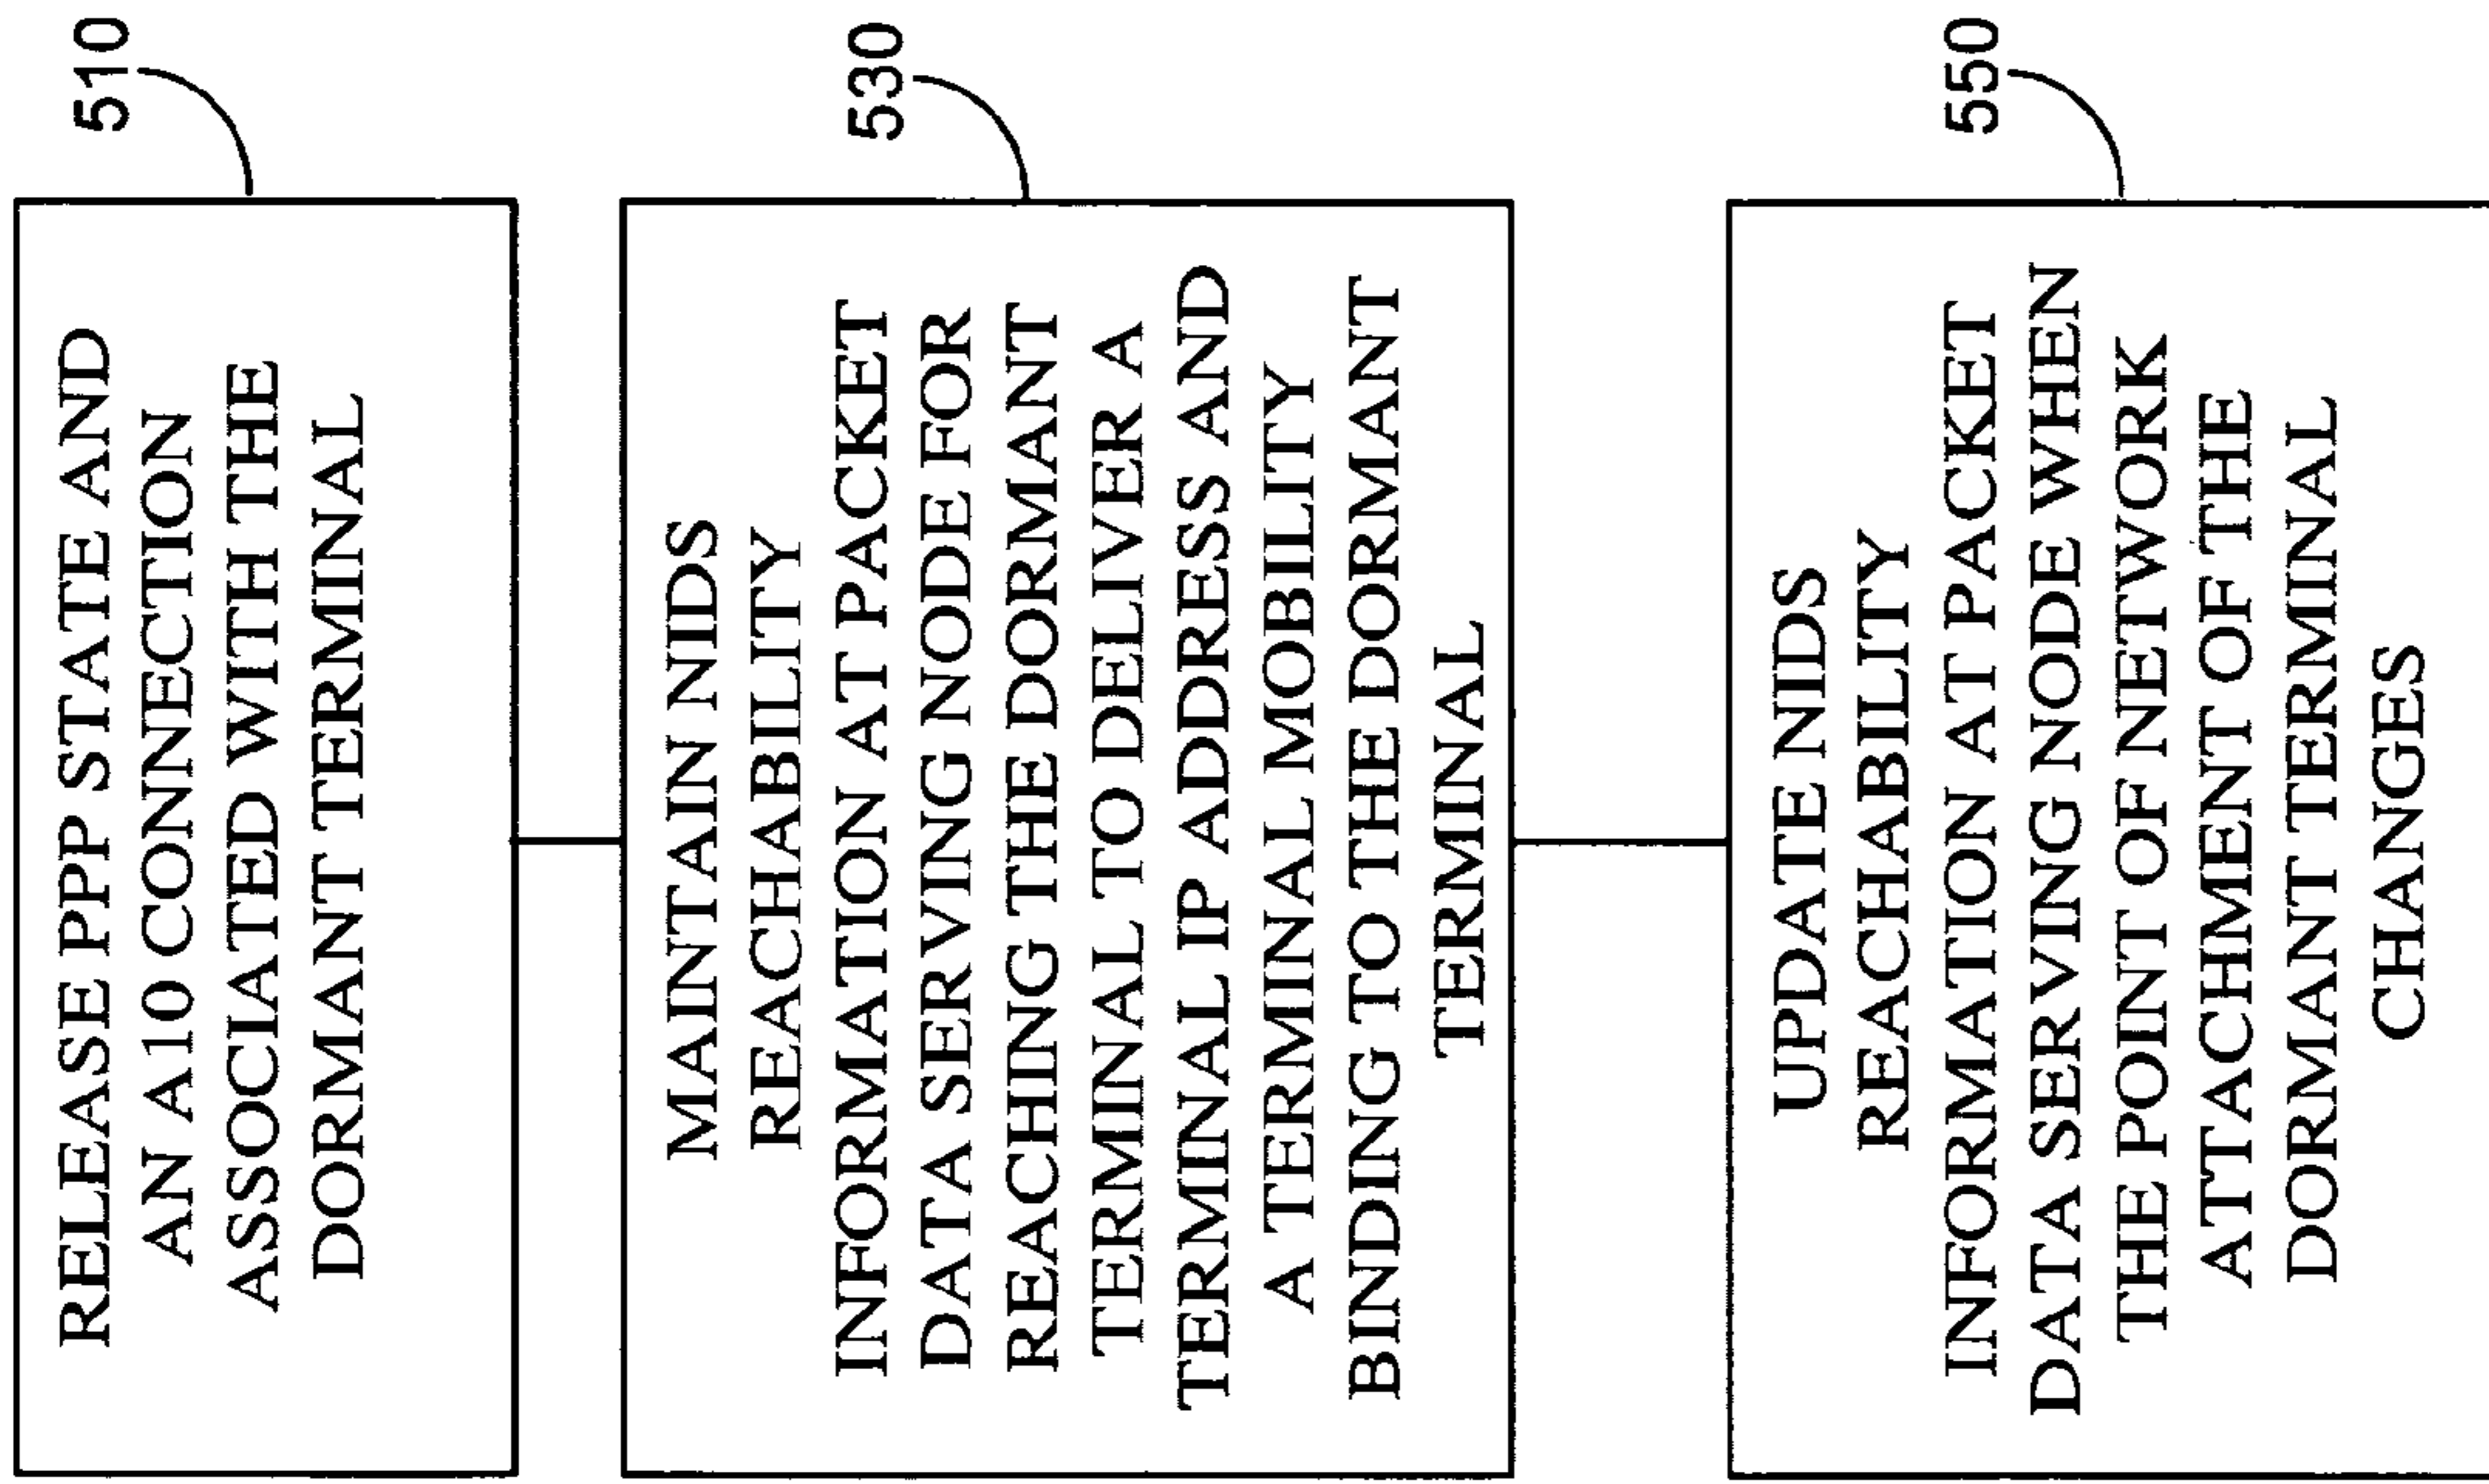 510
RELEASE PPP STATE AND
AN A10 CONNECTION
ASSOCIATED WITH THE
DORMANT TERMINAL
530
MAINTAIN NIDS
REACHABILITY
INFORMATION AT PACKET
DATA SERVING NODE FOR
REACHING THE DORMANT
TERMINAL TO DELIVER A
TERMINAL IP ADDRESS AND
A TERMINAL MOBILITY
BINDING TO THE DORMANT
TERMINAL
550
UPDATE NIDS
REACHABILITY
INFORMATION AT PACKET
DATA SERVING NODE WHEN
THE POINT OF NETWORK
ATTACHMENT OF THE
DORMANT TERMINAL
CHANGES